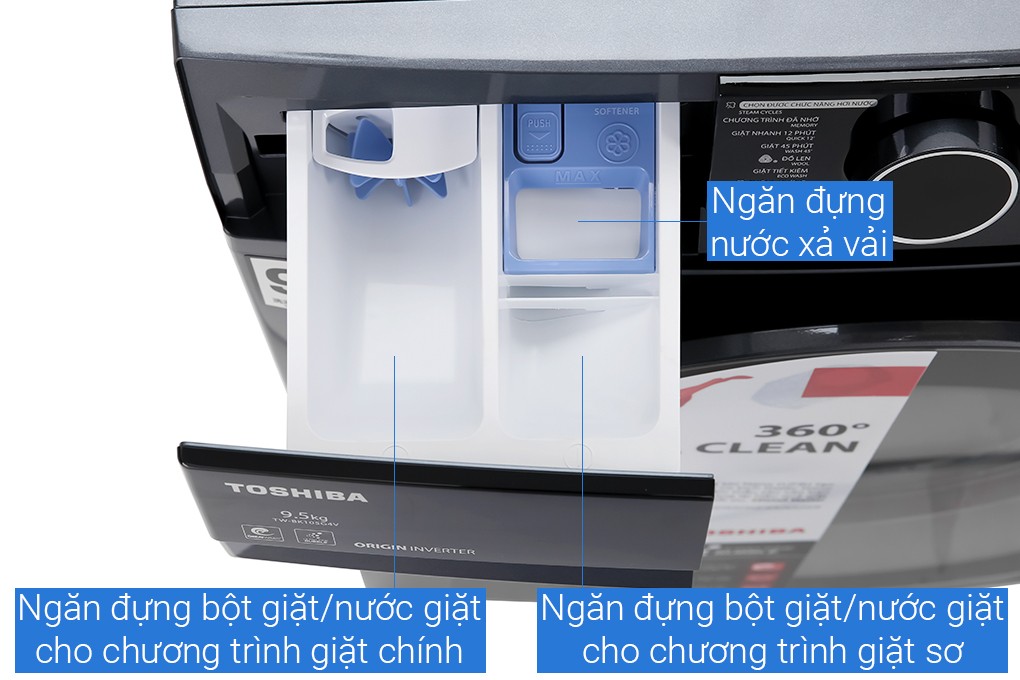 PUSH
SOFTENER
MAX
CHỌN ĐƯỢC CHỨC NĂNG HƠI NƯỚC
STEAM CYCLES
CHƯƠNG TRÌNH ĐÃ NHỚ
MEMORY
GIẶT NHANH 12 PHÚT
QUICK 12'
GIẶT 45 PHÚT
WASH 45'
ĐỒ LEN
WOOL
GIẶT TIẾT KIỆM
ECO WASH
Ngăn đựng
nước xả vải
360°
CLEAN
TOSHIBA
9.5kg
TW-BK105G4V
ORIGIN INVERTER
TOSHIBA
Ngăn đựng bột giặt/nước giặt
cho chương trình giặt chính
Ngăn đựng bột giặt/nước giặt
cho chương trình giặt sơ